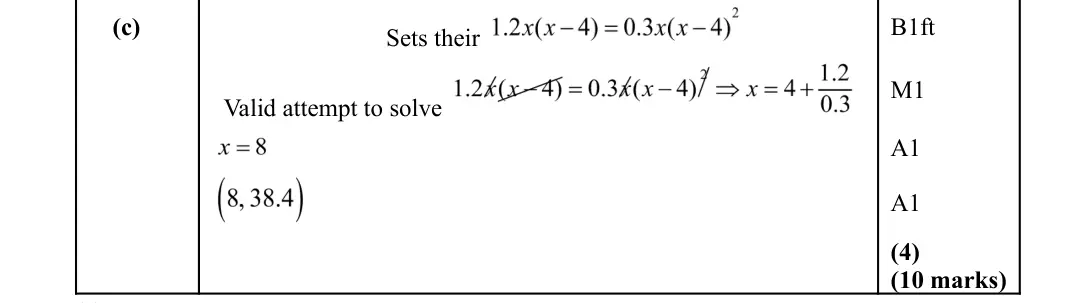 (c) Sets their 1.2x(x − 4) = 0.3x(x − 4)² B1ft
Valid attempt to solve 1.2x(x − 4) = 0.3x(x − 4)² ⇒ x = 4 + 1.2/0.3 M1
x = 8 A1
(8, 38.4) A1
(4)
(10 marks)